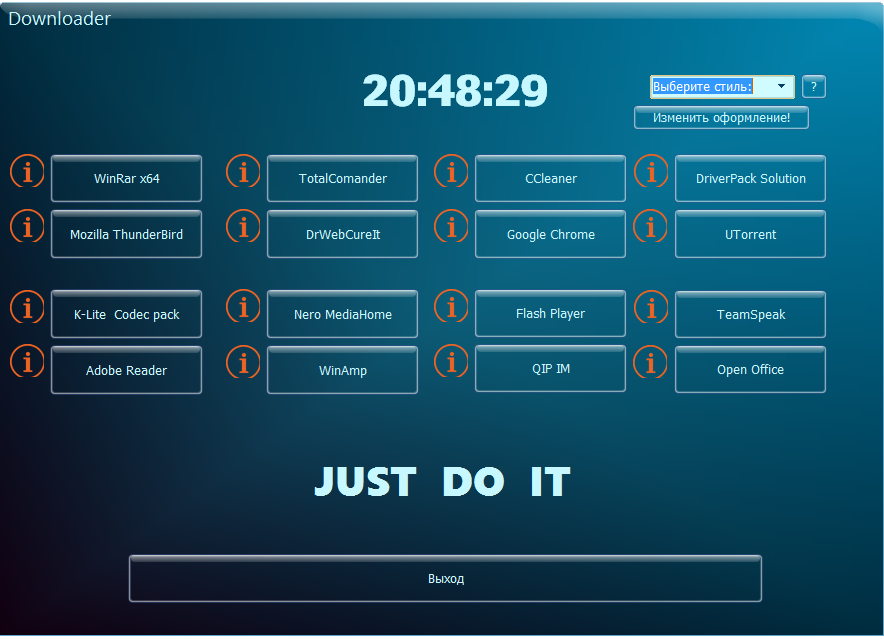 Downloader
20:48:29
Выберите стиль:
?
Изменить оформление!
i WinRar x64 i TotalComander i CCleaner i DriverPack Solution
i Mozilla ThunderBird i DrWebCureIt i Google Chrome i UTorrent
i K-Lite Codec pack i Nero MediaHome i Flash Player i TeamSpeak
i Adobe Reader i WinAmp i QIP IM i Open Office
JUST DO IT
Выход